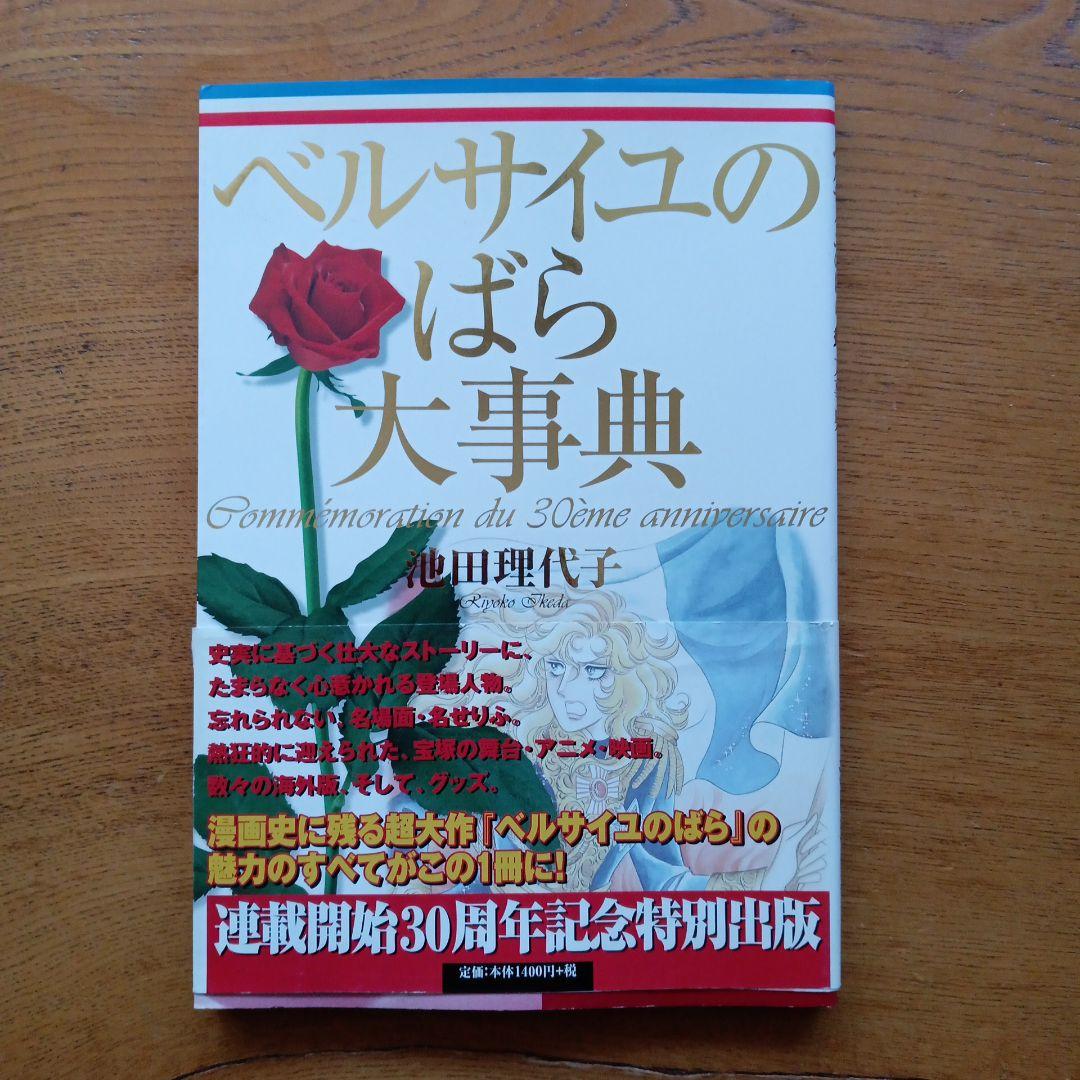 ベルサイユの
ばら
大事典
Commémoration du 30ème anniversaire
池田理代子
Riyoko Ikeda
史実に基づく壮大なストーリーに、
たまらなく心惹かれる登場人物。
忘れられない、名場面・名せりふ。
熱狂的に迎えられた、宝塚の舞台・アニメ・映画。
数々の海外版、そして、グッズ。
漫画史に残る超大作『ベルサイユのばら』の
魅力のすべてがこの1冊に!
連載開始30周年記念特別出版
定価:本体1400円+税